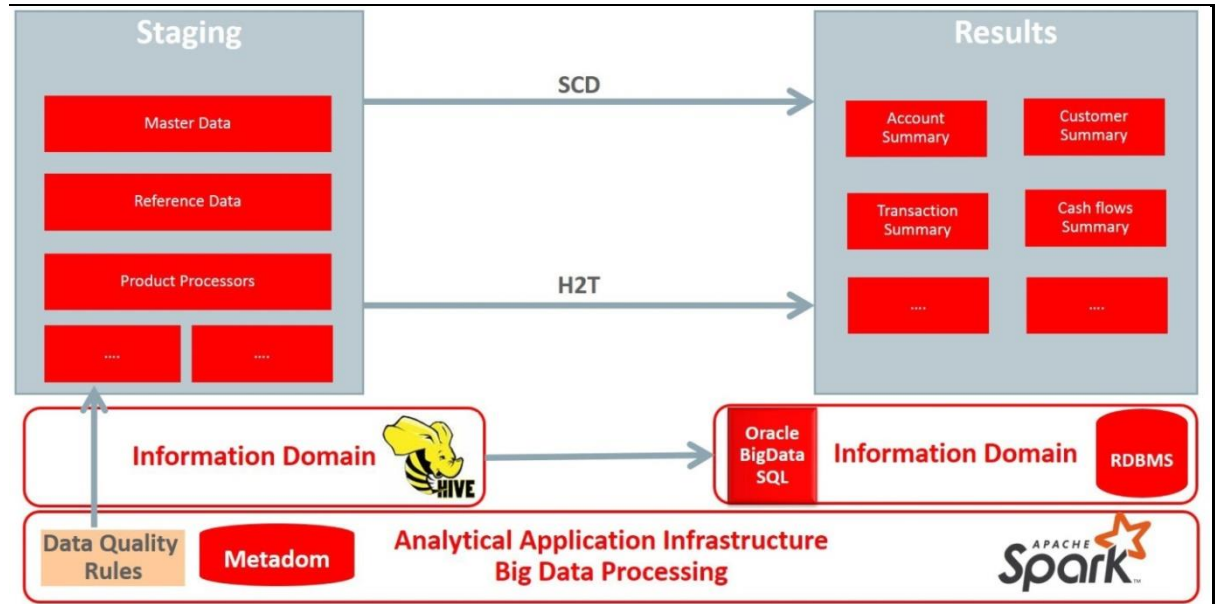 Staging
Master Data
Reference Data
Product Processors
....
....
SCD
H2T
Results
Account
Summary
Customer
Summary
Transaction
Summary
Cash flows
Summary
....
....
Information Domain
HIVE
Oracle
BigData
SQL
Information Domain
RDBMS
Data Quality
Rules
Metadom
Analytical Application Infrastructure
Big Data Processing
APACHE
Spark™